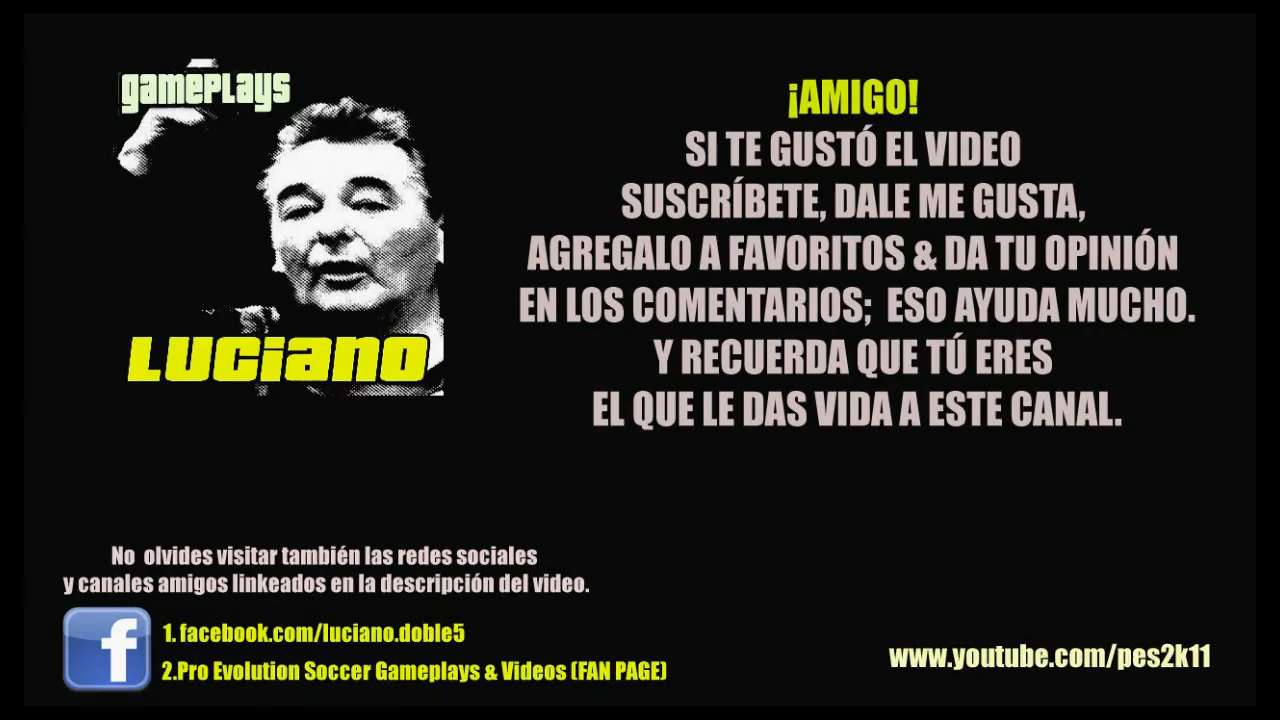 gamepLays
LUciano
¡AMIGO!
SI TE GUSTÓ EL VIDEO
SUSCRÍBETE, DALE ME GUSTA,
AGREGALO A FAVORITOS & DA TU OPINIÓN
EN LOS COMENTARIOS; ESO AYUDA MUCHO.
Y RECUERDA QUE TÚ ERES
EL QUE LE DAS VIDA A ESTE CANAL.
No olvides visitar también las redes sociales
y canales amigos linkeados en la descripción del video.
f
1. facebook.com/luciano.doble5
2.Pro Evolution Soccer Gameplays & Videos (FAN PAGE)
www.youtube.com/pes2k11